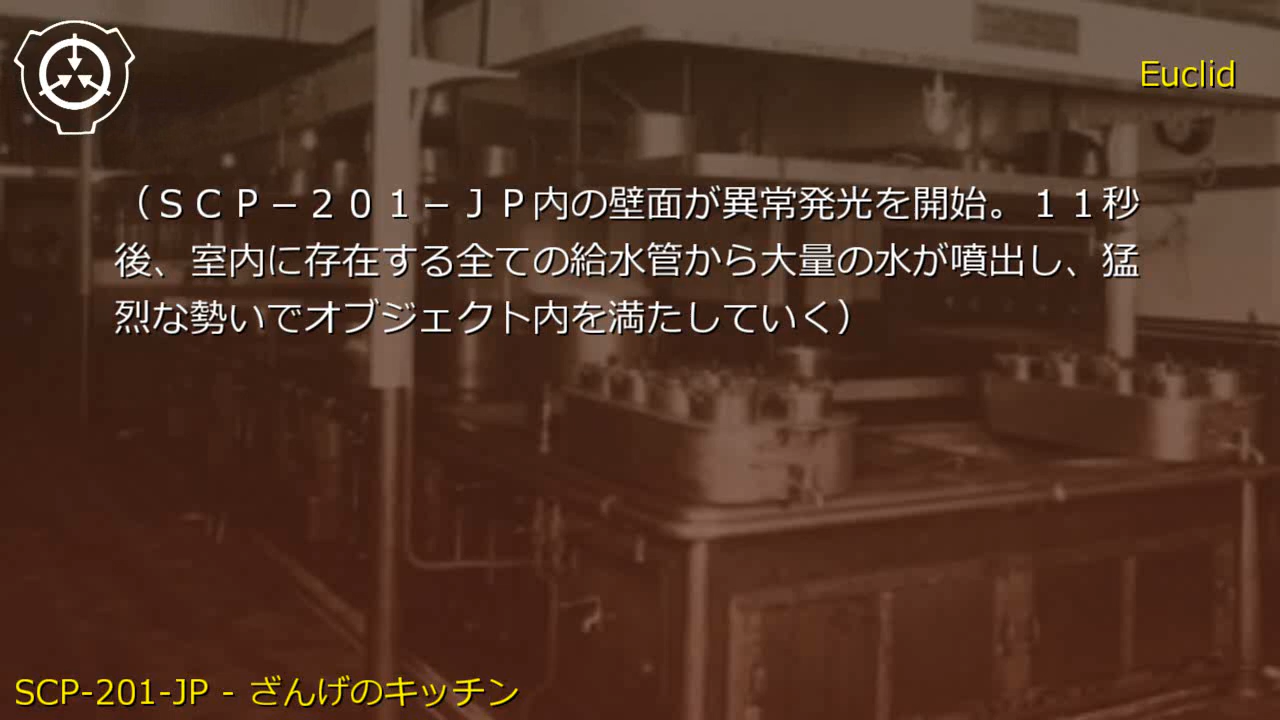 Euclid
（ＳＣＰ－２０１－ＪＰ内の壁面が異常発光を開始。１１秒
後、室内に存在する全ての給水管から大量の水が噴出し、猛
烈な勢いでオブジェクト内を満たしていく）
SCP-201-JP - ざんげのキッチン